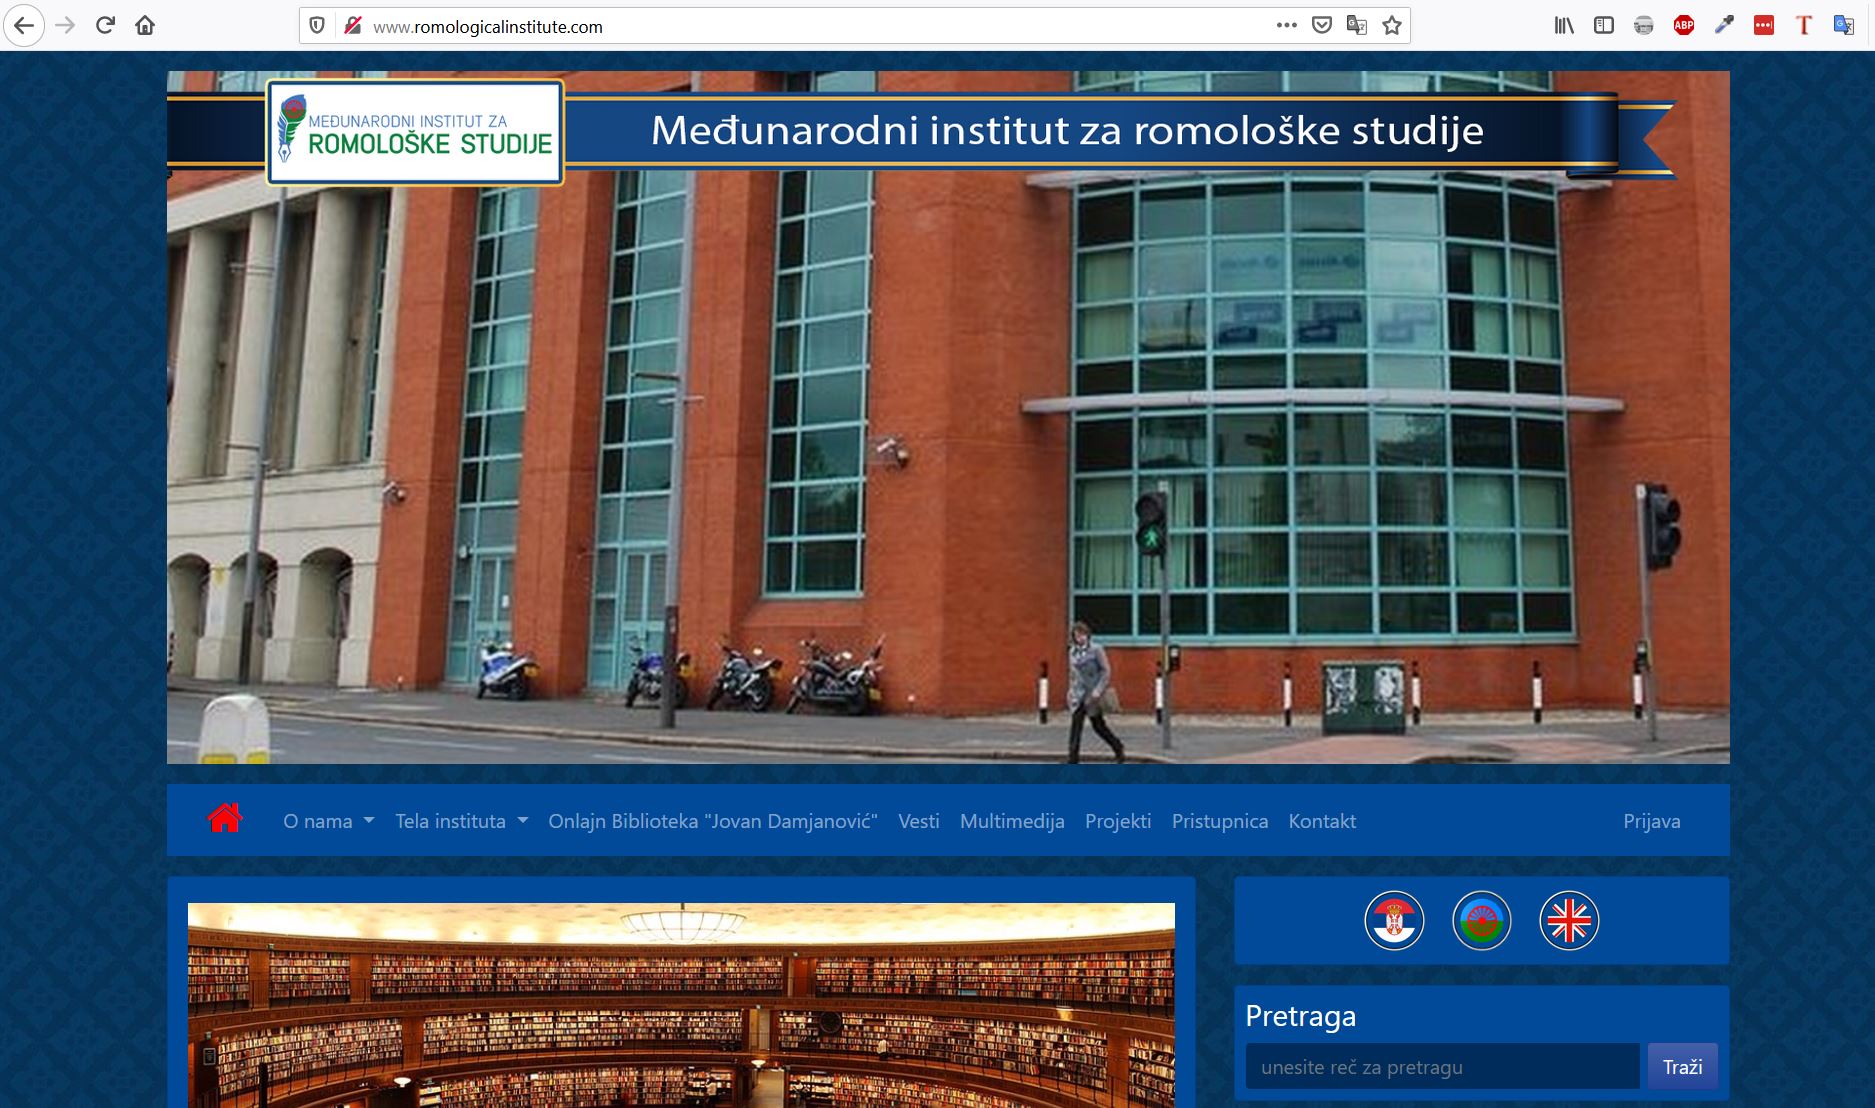 www.romologicalinstitute.com
ABP
T
MEĐUNARODNI INSTITUT ZA
ROMOLOŠKE STUDIJE
Međunarodni institut za romološke studije
O nama
Tela instituta
Onlajn Biblioteka "Jovan Damjanović"
Vesti
Multimedija
Projekti
Pristupnica
Kontakt
Prijava
Pretraga
unesite reč za pretragu
Traži